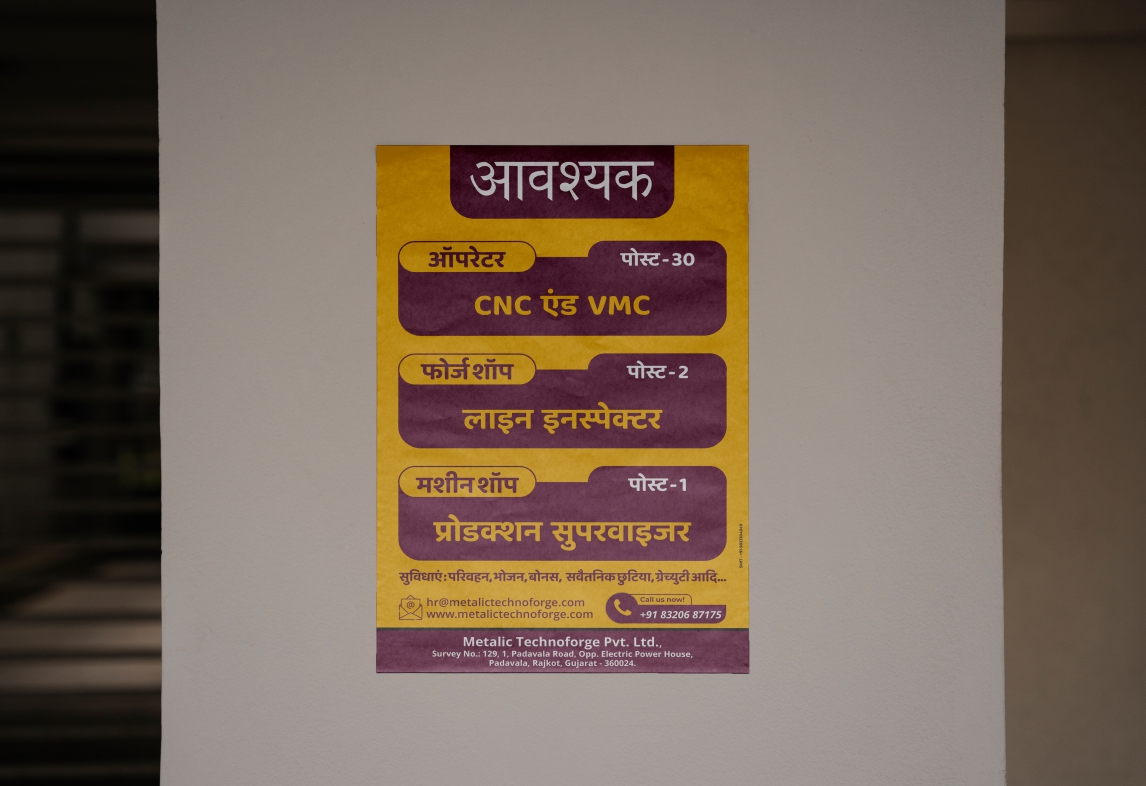 आवश्यक
ऑपरेटर
पोस्ट-30
CNC एंड VMC
फोर्ज शॉप
पोस्ट-2
लाइन इनस्पेक्टर
मशीन शॉप
पोस्ट-1
प्रोडक्शन सुपरवाइजर
सुविधाएं : परिवहन, भोजन, बोनस, सवैतनिक छुटिया, ग्रेच्युटी आदि...
hr@metalictechnoforge.com
www.metalictechnoforge.com
Call us now!
+91 83206 87175
Metalic Technoforge Pvt. Ltd.,
Survey No.: 129, 1, Padavala Road, Opp. Electric Power House,
Padavala, Rajkot, Gujarat - 360024.